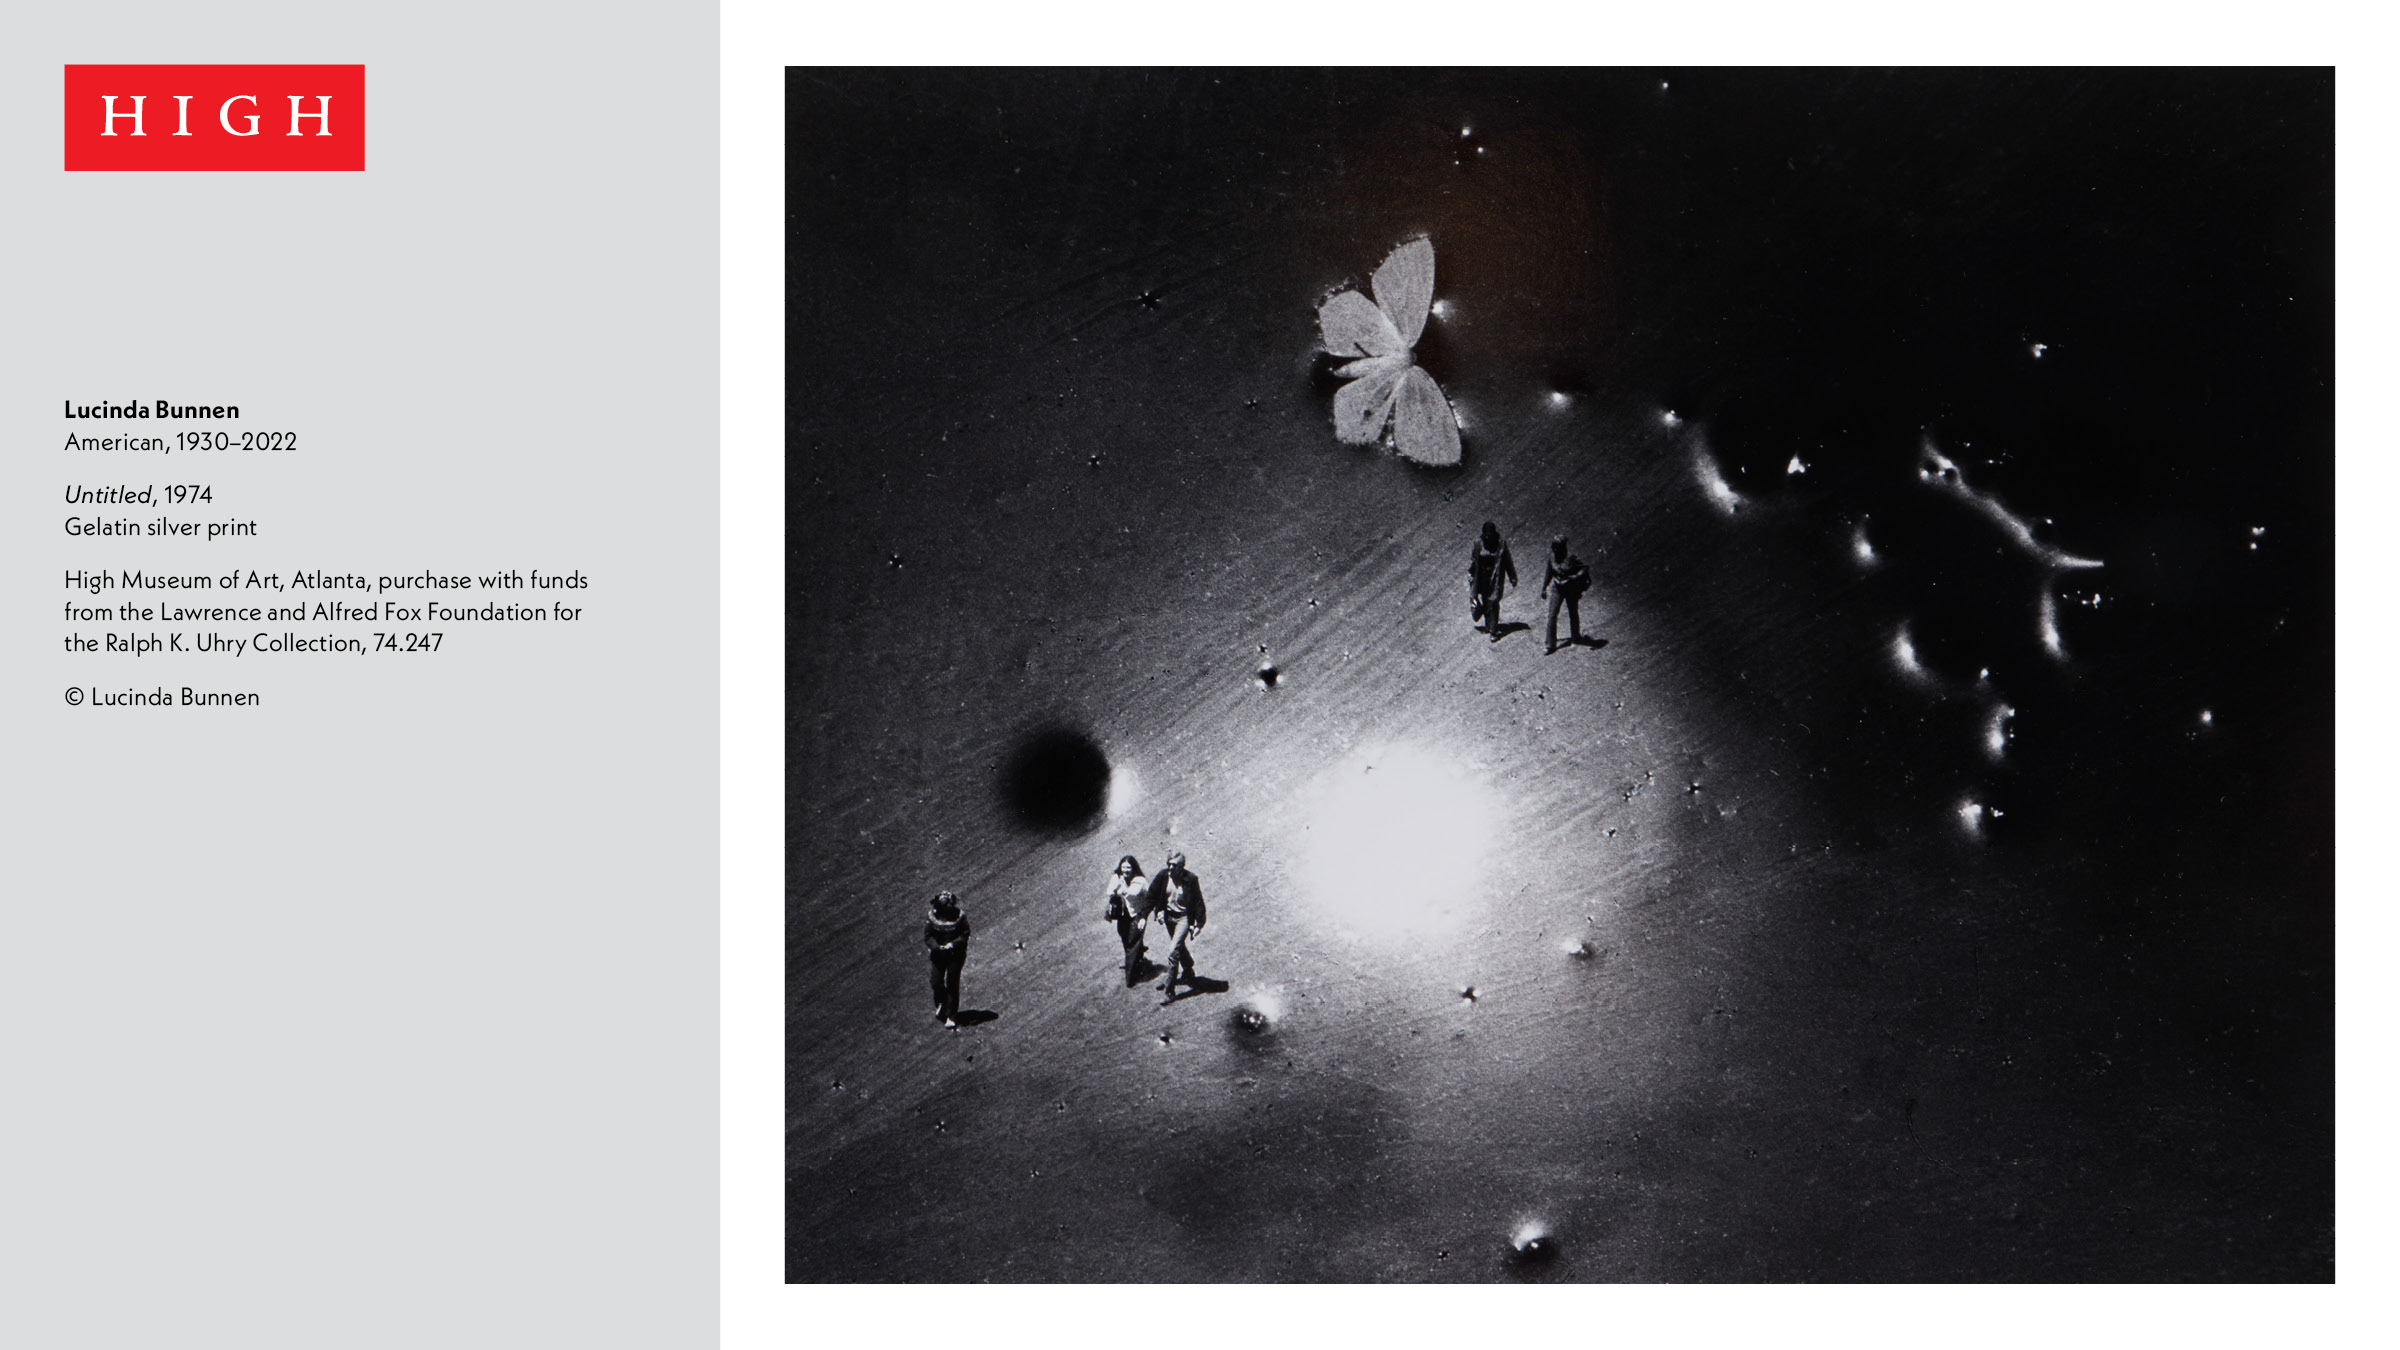 HIGH
Lucinda Bunnen
American, 1930–2022
Untitled, 1974
Gelatin silver print
High Museum of Art, Atlanta, purchase with funds
from the Lawrence and Alfred Fox Foundation for
the Ralph K. Uhry Collection, 74.247
© Lucinda Bunnen